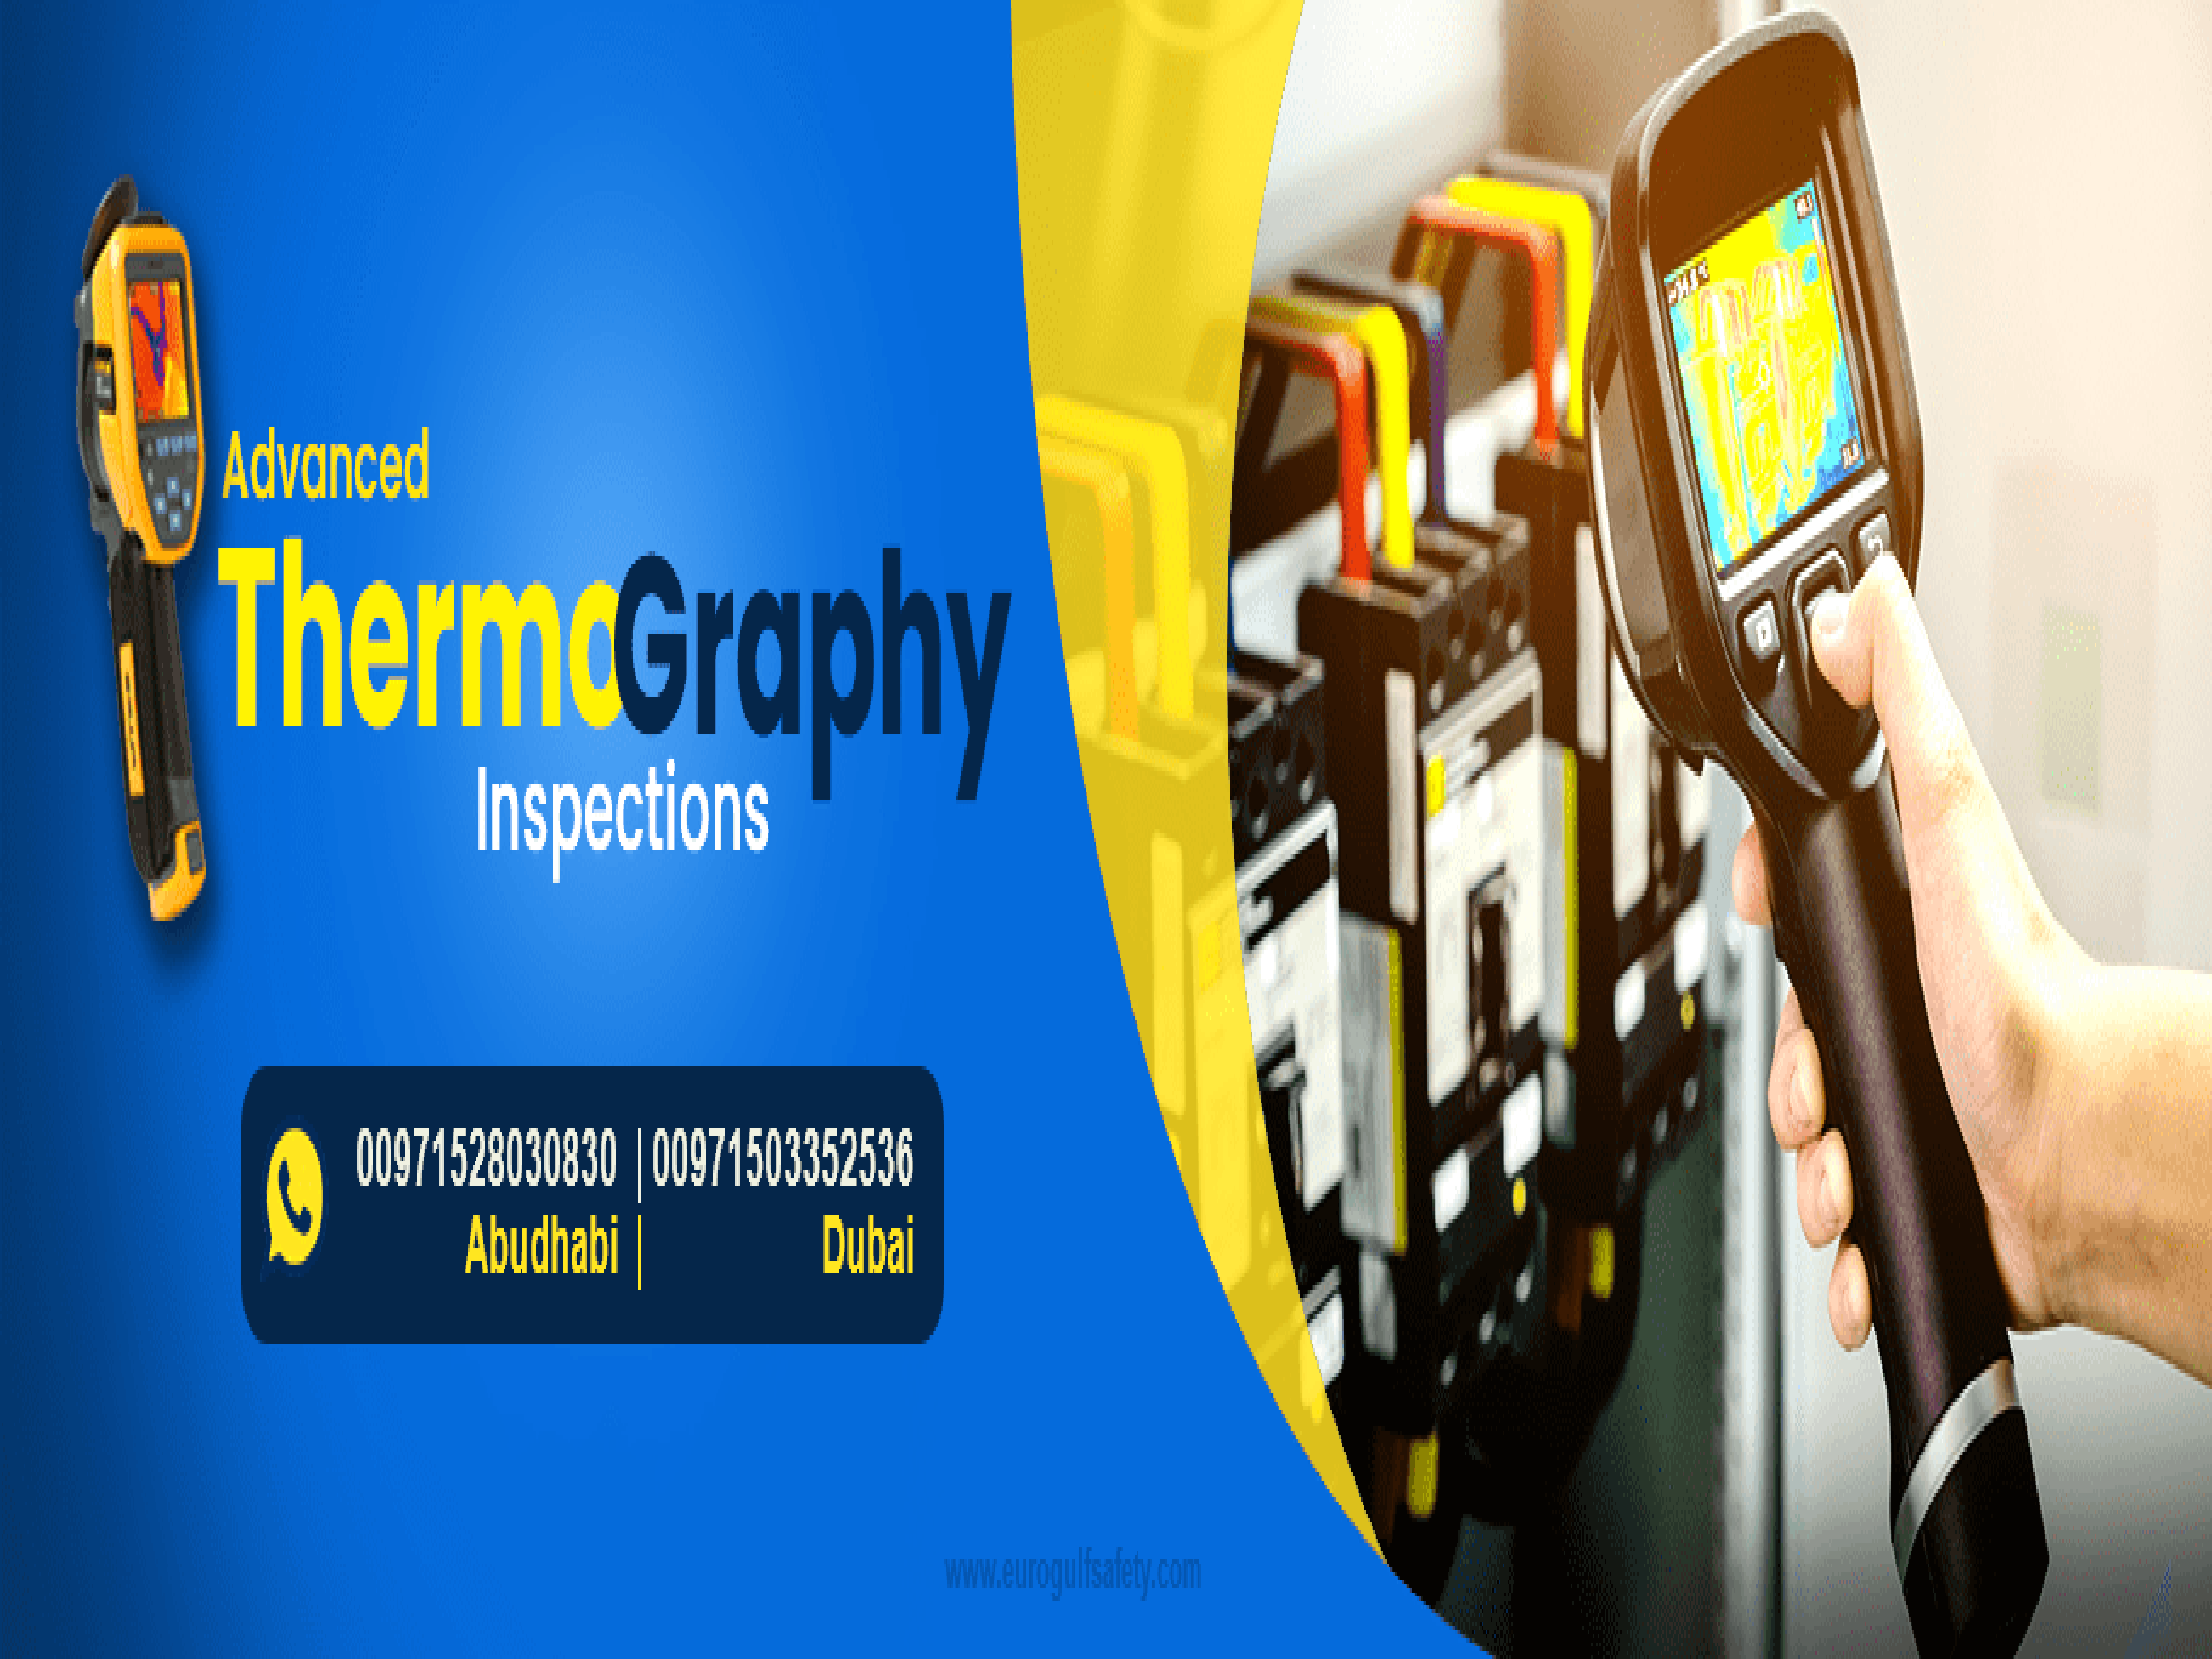 Advanced
ThermoGraphy
Inspections
00971528030830 | 00971503352536
Abudhabi | Dubai
www.eurogulfsafety.com